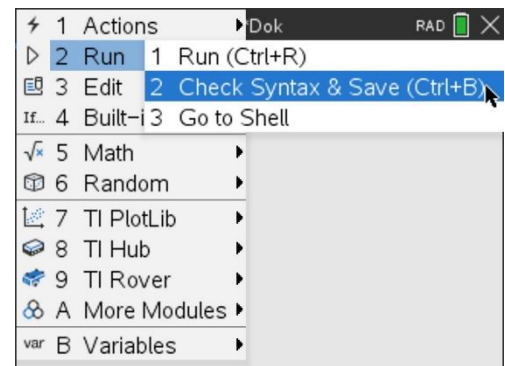 1 Actions *Dok RAD
2 Run 1 Run (Ctrl+R)
3 Edit 2 Check Syntax & Save (Ctrl+B)
If... 4 Built-i 3 Go to Shell
√x 5 Math
6 Random
7 TI PlotLib
8 TI Hub
9 TI Rover
A More Modules
var B Variables